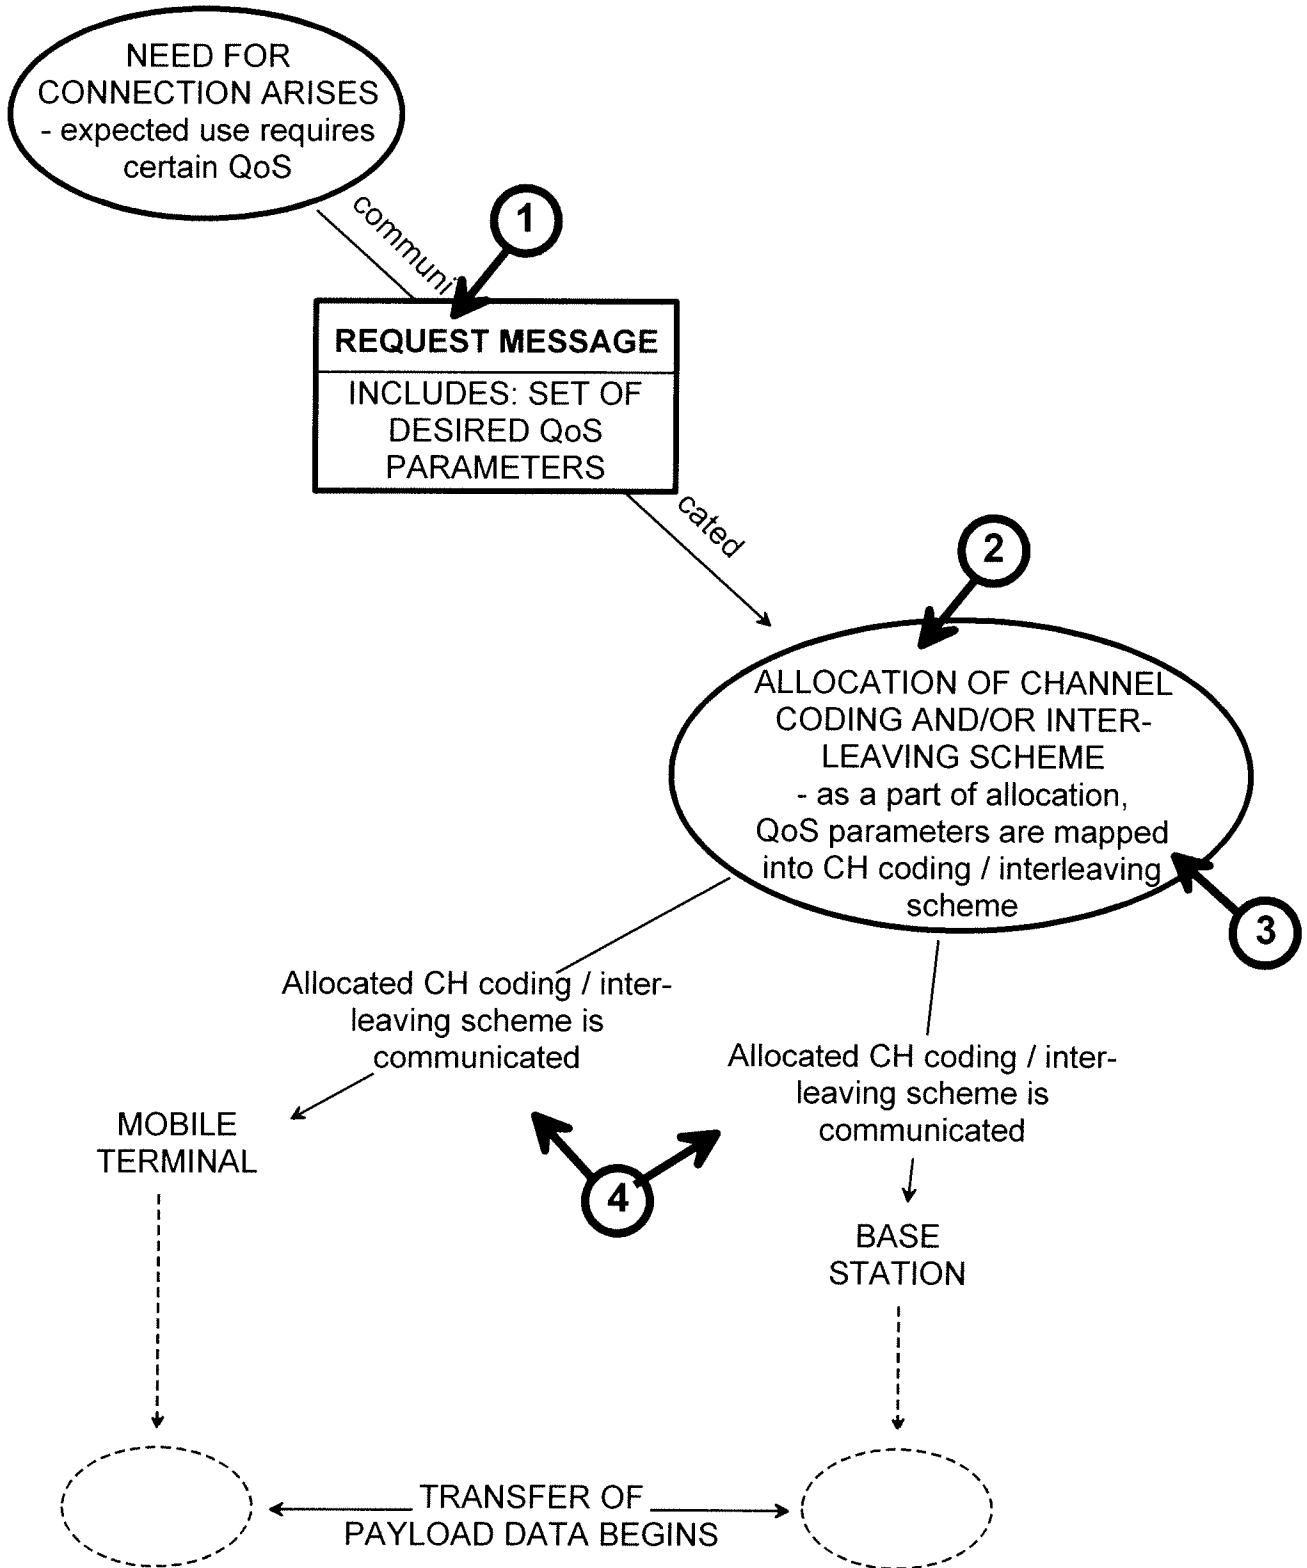 NEED FOR
CONNECTION ARISES
- expected use requires
certain QoS
communi
1
REQUEST MESSAGE
INCLUDES: SET OF
DESIRED QoS
PARAMETERS
cated
2
ALLOCATION OF CHANNEL
CODING AND/OR INTER-
LEAVING SCHEME
- as a part of allocation,
QoS parameters are mapped
into CH coding / interleaving
scheme
3
Allocated CH coding / inter-
leaving scheme is
communicated
Allocated CH coding / inter-
leaving scheme is
communicated
MOBILE
TERMINAL
4
BASE
STATION
TRANSFER OF
PAYLOAD DATA BEGINS